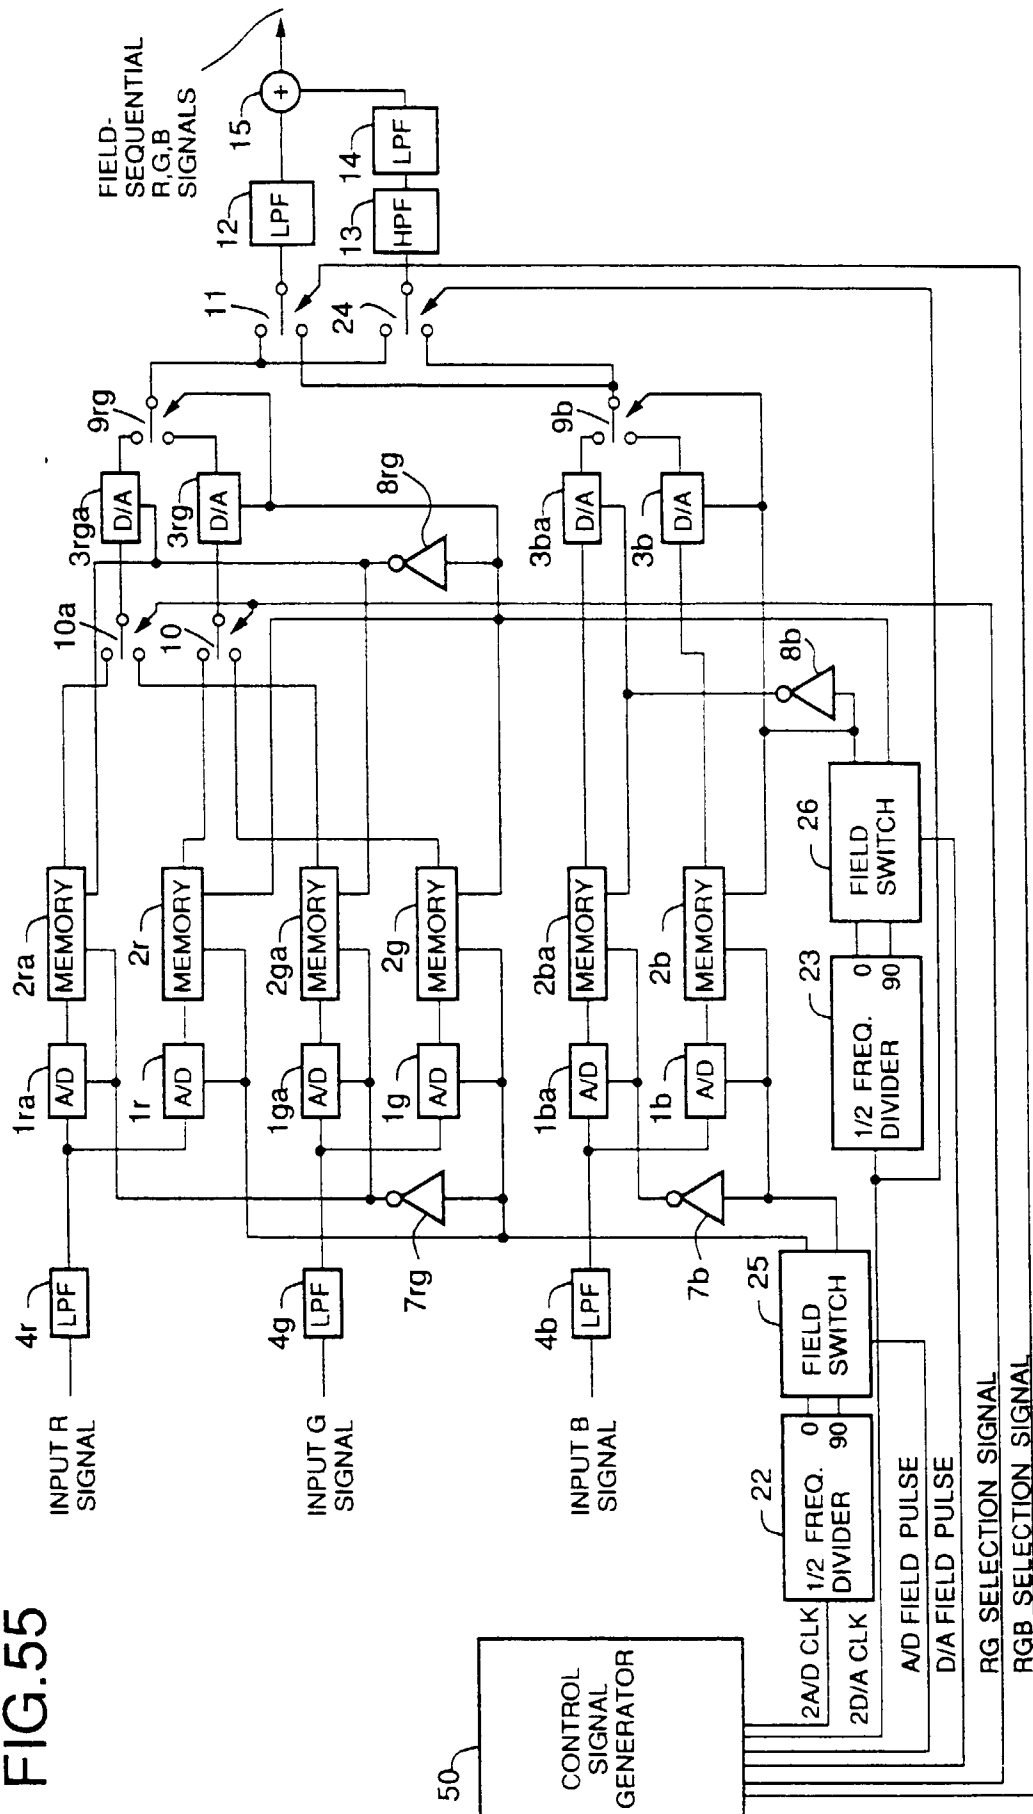 FIG.55
INPUT R
SIGNAL
4r
LPF
1ra
A/D
2ra
MEMORY
10a
3rga
D/A
9rg
1r
A/D
2r
MEMORY
10
3rg
D/A
INPUT G
SIGNAL
4g
LPF
7rg
1ga
A/D
2ga
MEMORY
8rg
1g
A/D
2g
MEMORY
INPUT B
SIGNAL
4b
LPF
7b
1ba
A/D
2ba
MEMORY
3ba
D/A
9b
1b
A/D
2b
MEMORY
8b
3b
D/A
11
24
12
LPF
13
HPF
14
LPF
15
+
FIELD-
SEQUENTIAL
R,G,B
SIGNALS
50
CONTROL
SIGNAL
GENERATOR
2A/D CLK
2D/A CLK
22
1/2 FREQ.
DIVIDER
0
90
25
FIELD
SWITCH
23
1/2 FREQ.
DIVIDER
0
90
26
FIELD
SWITCH
A/D FIELD PULSE
D/A FIELD PULSE
RG SELECTION SIGNAL
RGB SELECTION SIGNAL